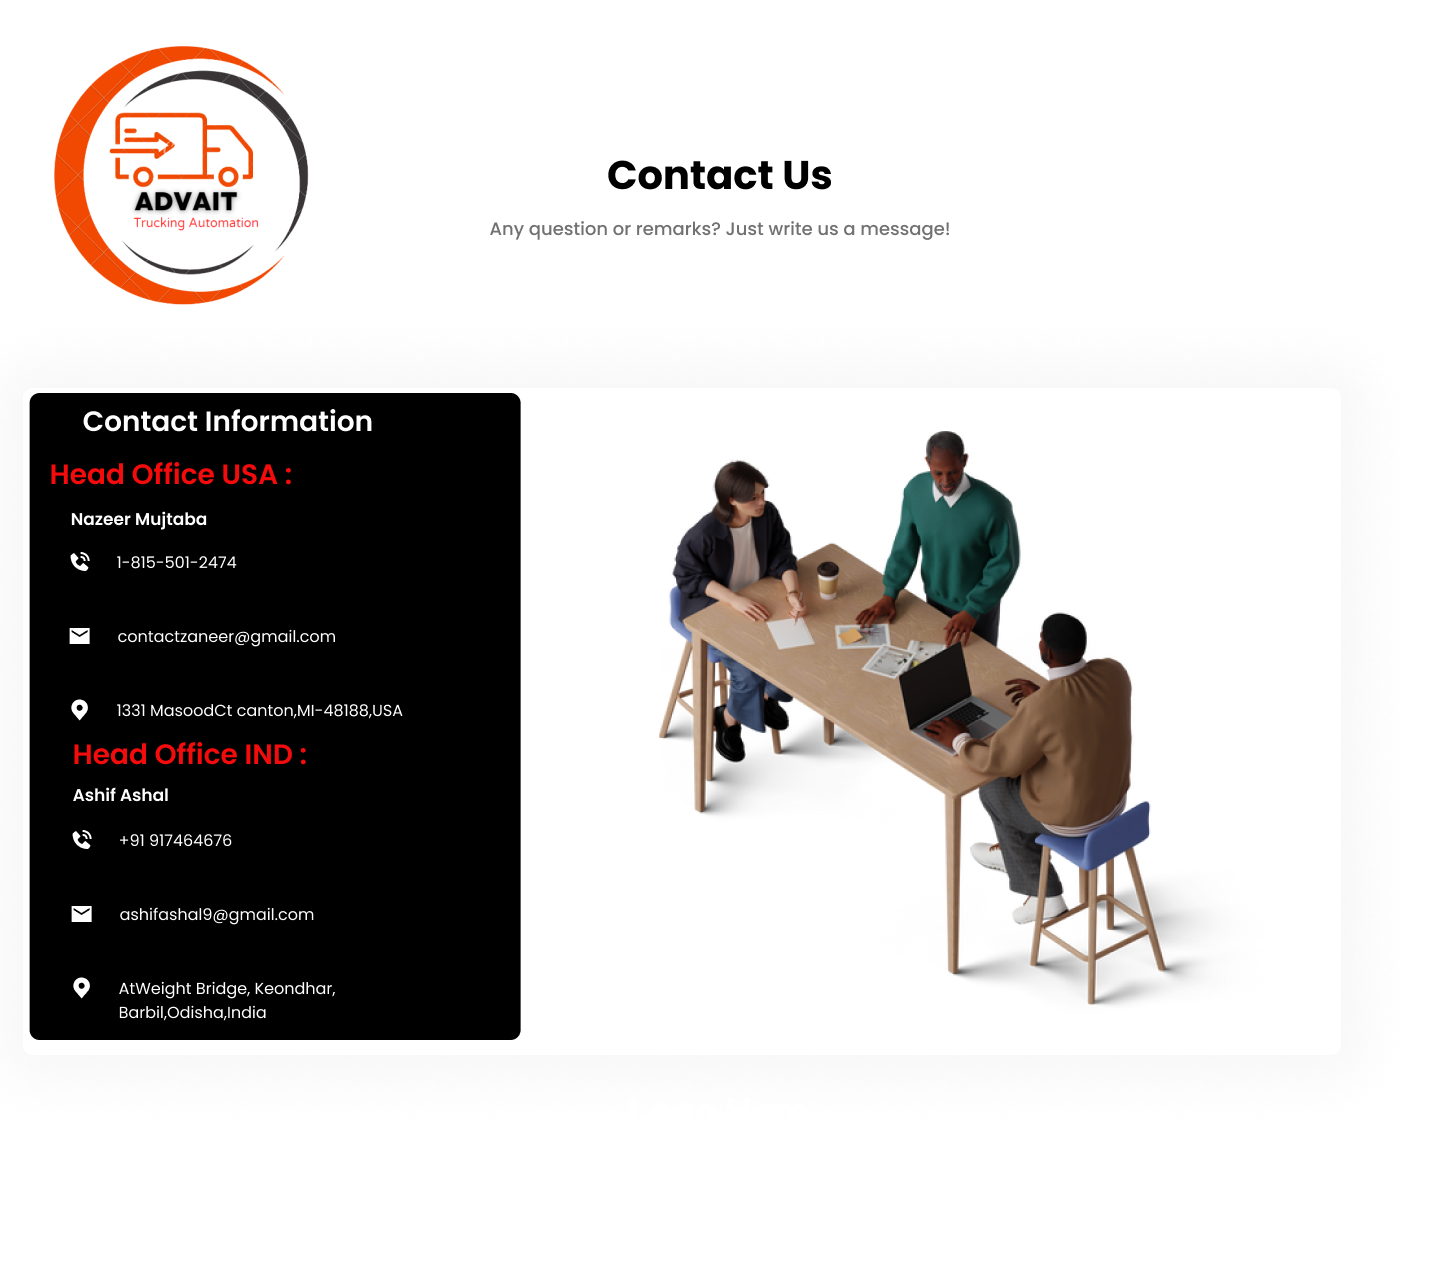 ADVAIT
Trucking Automation
Contact Us
Any question or remarks? Just write us a message!
Contact Information
Head Office USA :
Nazeer Mujtaba
1-815-501-2474
contactzaneer@gmail.com
1331 MasoodCt canton,MI-48188,USA
Head Office IND :
Ashif Ashal
+91 917464676
ashifashal9@gmail.com
AtWeight Bridge, Keondhar,
Barbil,Odisha,India